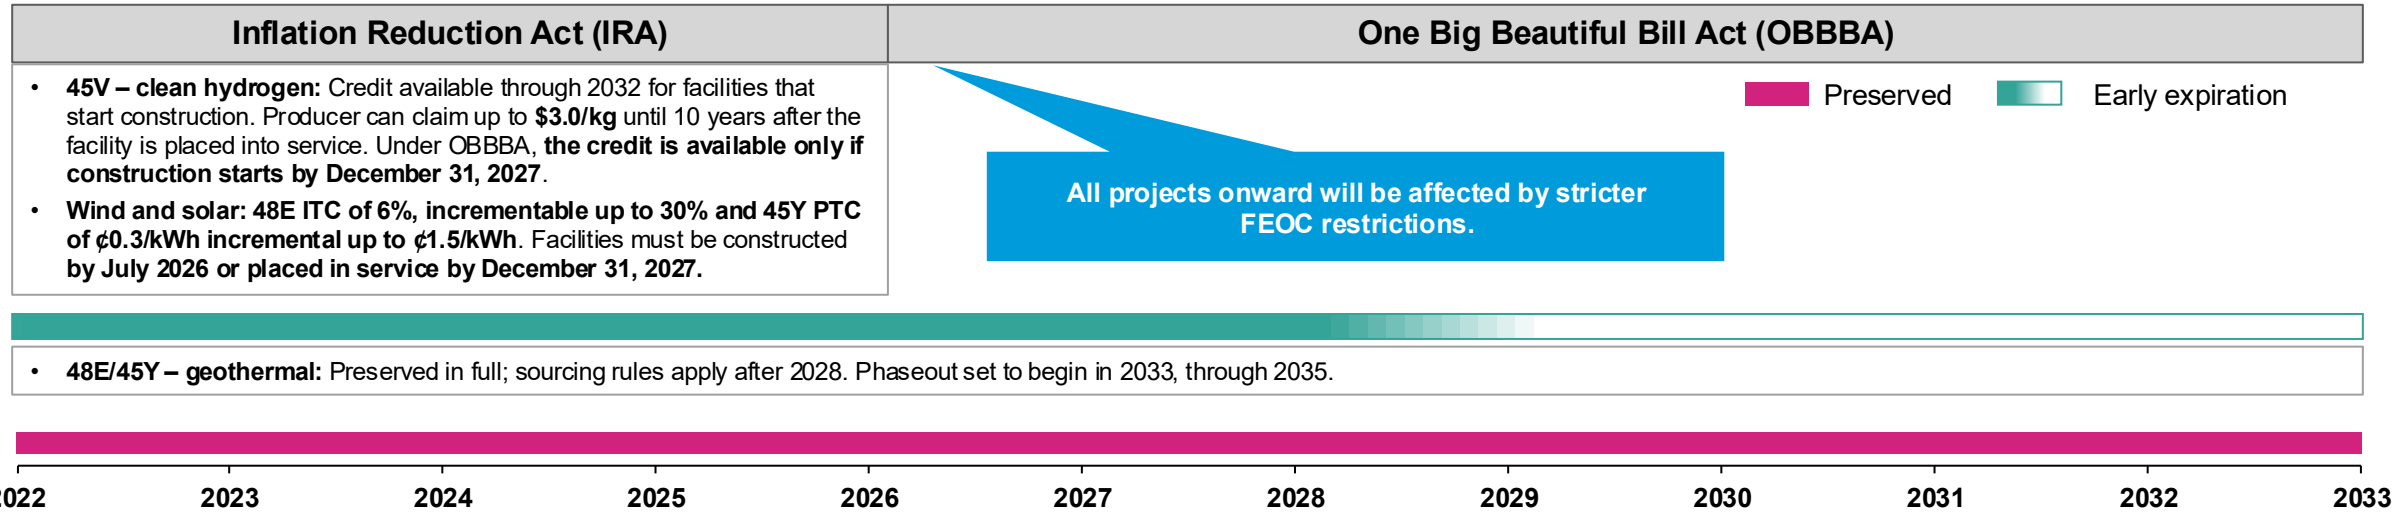 Inflation Reduction Act (IRA)
One Big Beautiful Bill Act (OBBBA)
• 45V – clean hydrogen: Credit available through 2032 for facilities that
start construction. Producer can claim up to $3.0/kg until 10 years after the
facility is placed into service. Under OBBBA, the credit is available only if
construction starts by December 31, 2027.
• Wind and solar: 48E ITC of 6%, incrementable up to 30% and 45Y PTC
of ¢0.3/kWh incremental up to ¢1.5/kWh. Facilities must be constructed
by July 2026 or placed in service by December 31, 2027.
Preserved
Early expiration
All projects onward will be affected by stricter
FEOC restrictions.
• 48E/45Y – geothermal: Preserved in full; sourcing rules apply after 2028. Phaseout set to begin in 2033, through 2035.
2022 2023 2024 2025 2026 2027 2028 2029 2030 2031 2032 2033